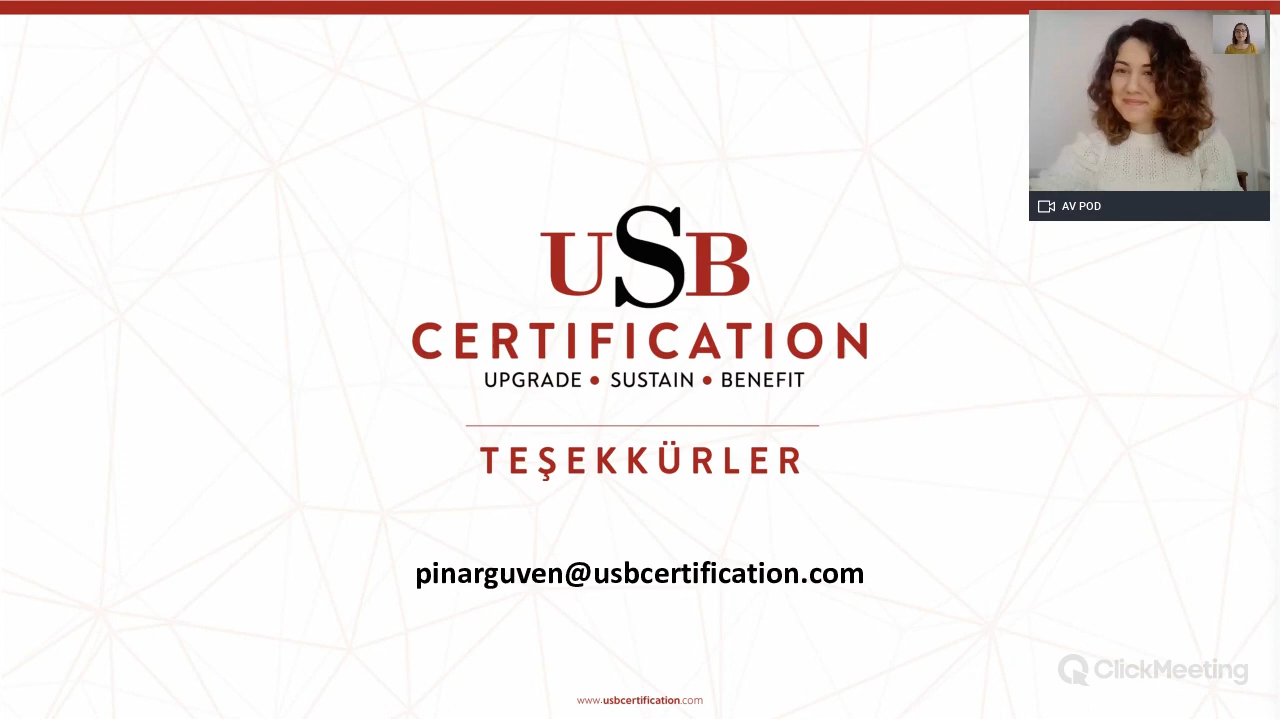 AV POD
USB
CERTIFICATION
UPGRADE • SUSTAIN • BENEFIT
TEŞEKKÜRLER
pinarguven@usbcertification.com
ClickMeeting
www.usbcertification.com